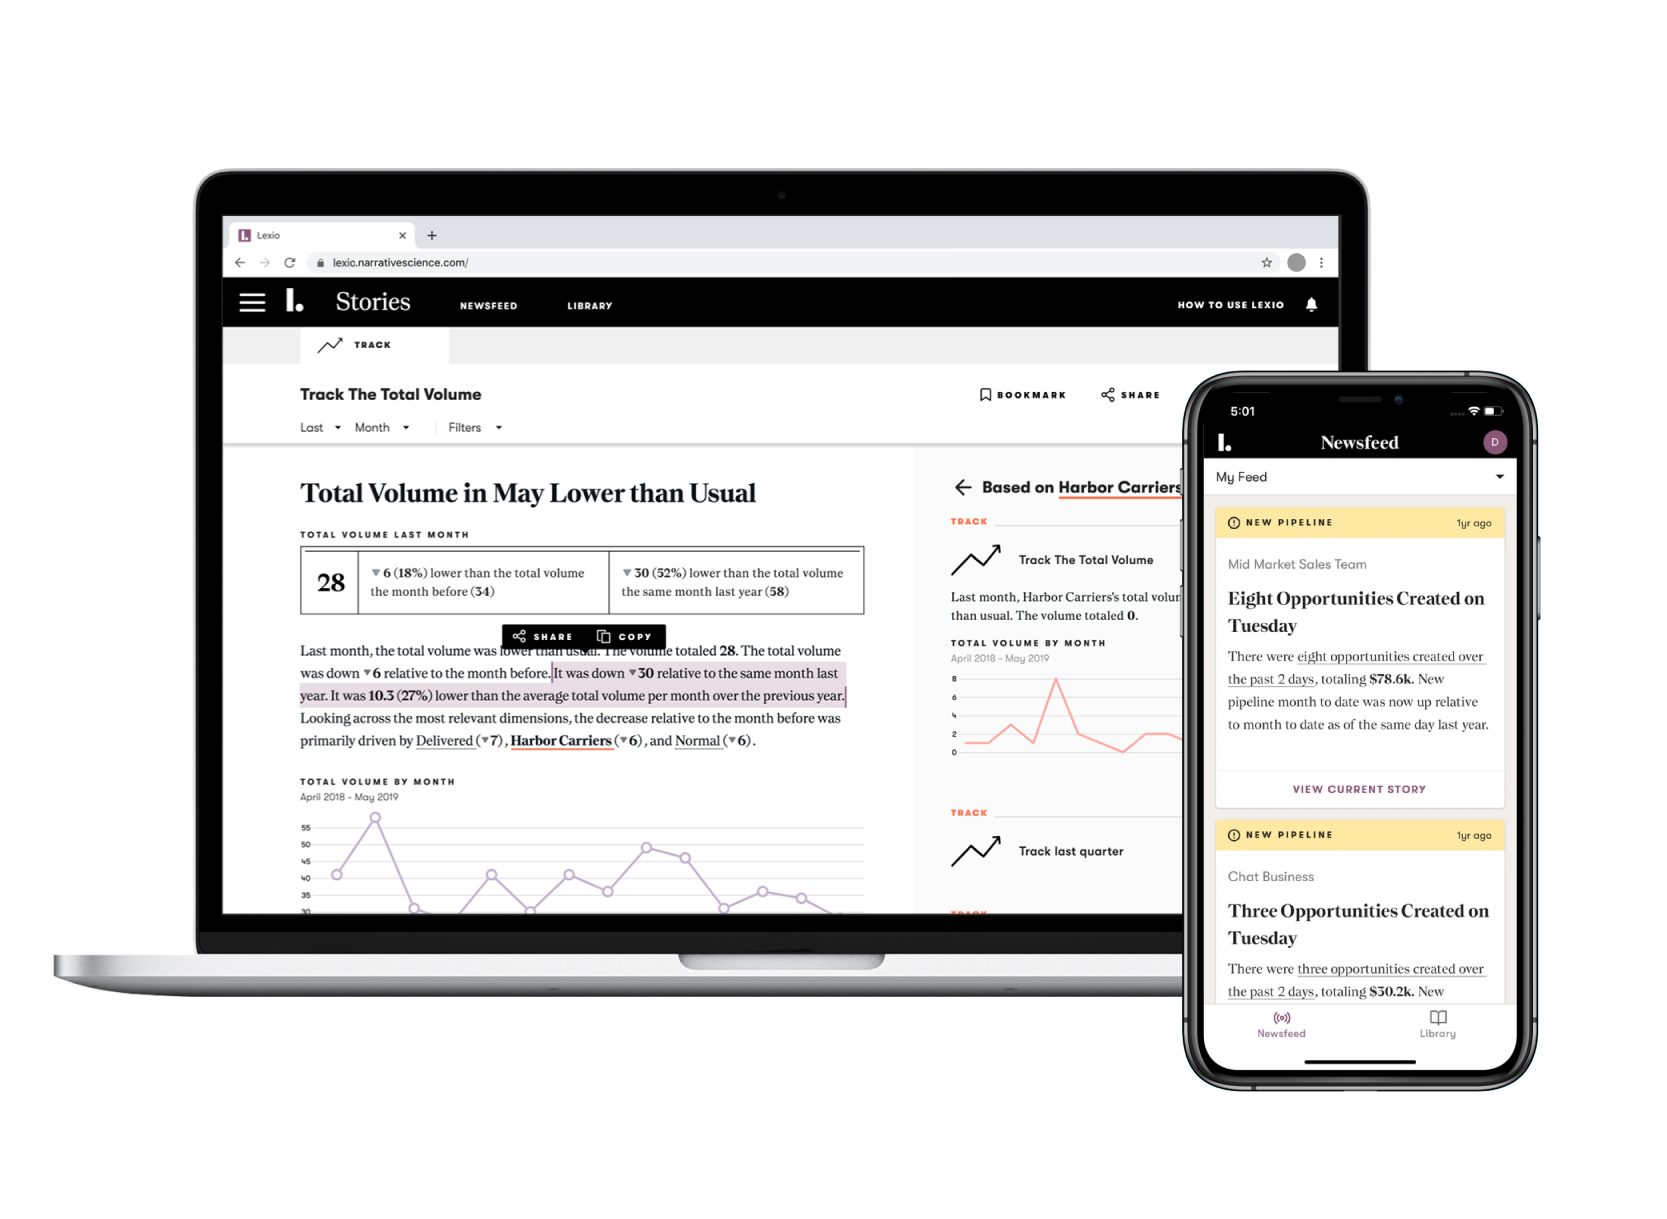 Lexio
lexio.narrativescience.com/
l.
Stories
NEWSFEED
LIBRARY
HOW TO USE LEXIO
TRACK
Track The Total Volume
BOOKMARK
SHARE
Last
Month
Filters
Total Volume in May Lower than Usual
TOTAL VOLUME LAST MONTH
28
▼6 (18%) lower than the total volume
the month before (34)
▼30 (52%) lower than the total volume
the same month last year (58)
SHARE
COPY
Last month, the total volume was lower than usual. The volume totaled 28. The total volume
was down ▼6 relative to the month before. It was down ▼30 relative to the same month last
year. It was 10.3 (27%) lower than the average total volume per month over the previous year.
Looking across the most relevant dimensions, the decrease relative to the month before was
primarily driven by Delivered (▼7), Harbor Carriers (▼6), and Normal (▼6).
TOTAL VOLUME BY MONTH
April 2018 - May 2019
55
50
45
40
35
30
Based on Harbor Carriers
TRACK
Track The Total Volume
Last month, Harbor Carriers's total volu
than usual. The volume totaled 0.
TOTAL VOLUME BY MONTH
April 2018 - May 2019
8
6
4
2
0
TRACK
Track last quarter
TRACK
5:01
l.
Newsfeed
D
My Feed
NEW PIPELINE
1yr ago
Mid Market Sales Team
Eight Opportunities Created on
Tuesday
There were eight opportunities created over
the past 2 days, totaling $78.6k. New
pipeline month to date was now up relative
to month to date as of the same day last year.
VIEW CURRENT STORY
NEW PIPELINE
1yr ago
Chat Business
Three Opportunities Created on
Tuesday
There were three opportunities created over
the past 2 days, totaling $30.2k. New
Newsfeed
Library